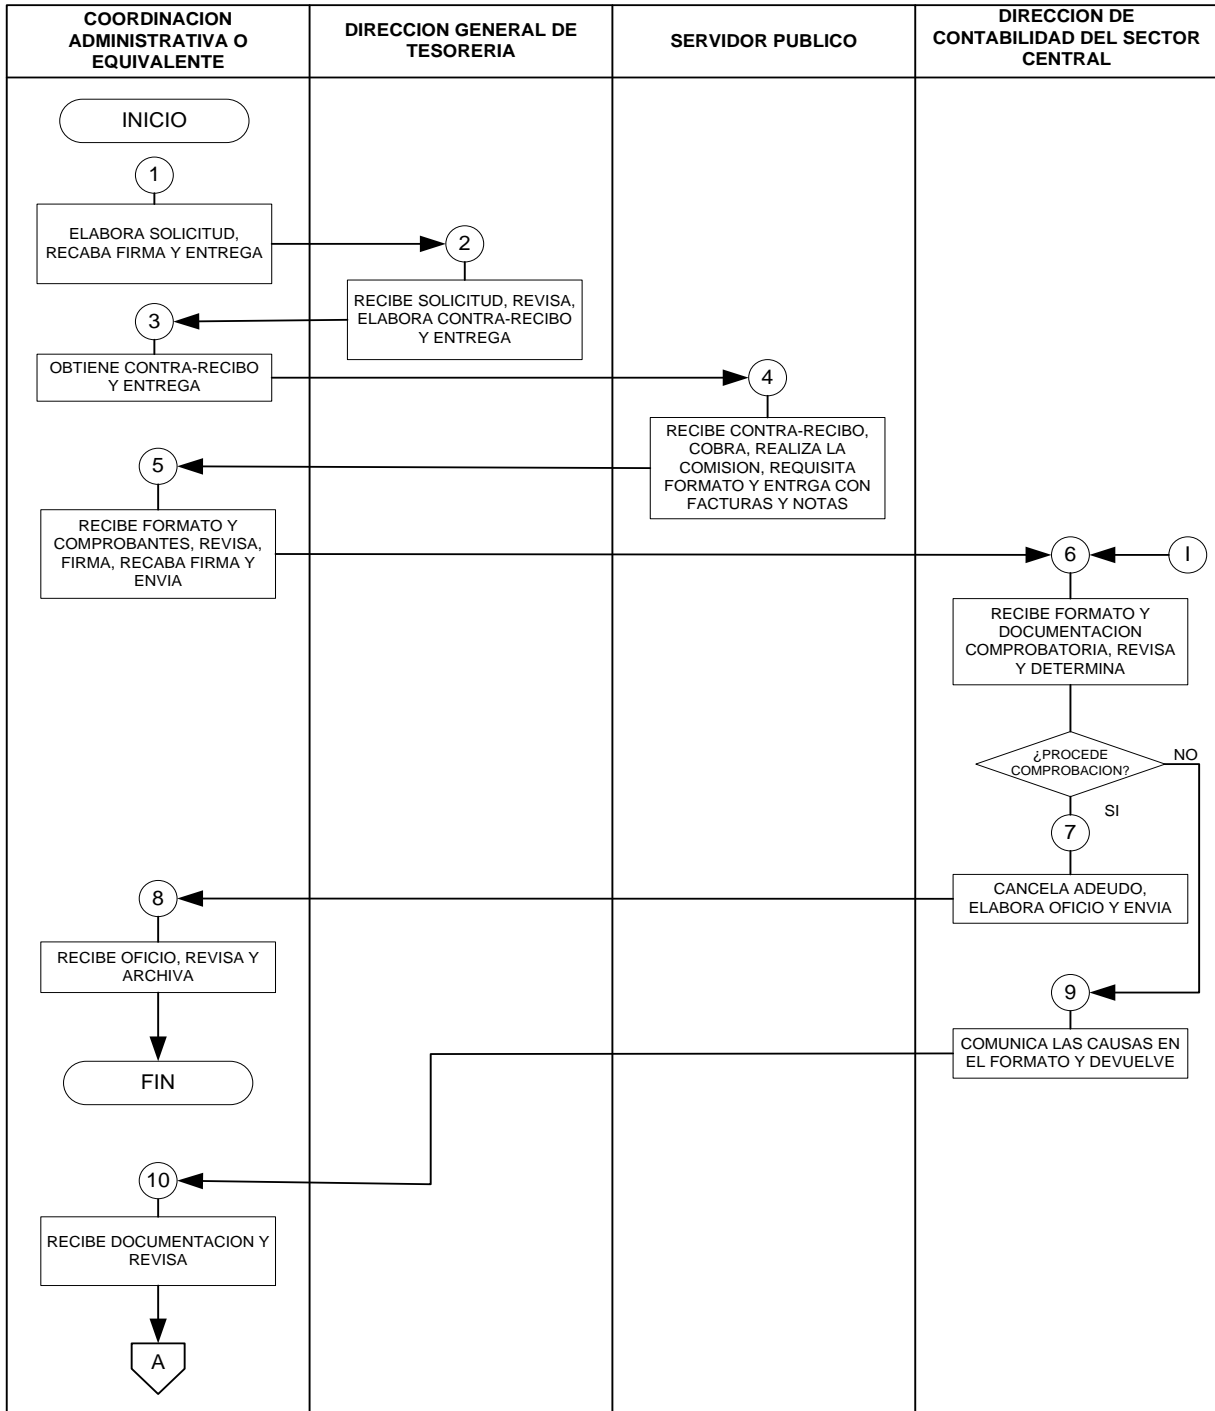 COORDINACION
ADMINISTRATIVA O
EQUIVALENTE
DIRECCION GENERAL DE
TESORERIA
SERVIDOR PUBLICO
DIRECCION DE
CONTABILIDAD DEL SECTOR
CENTRAL
INICIO
1
ELABORA SOLICITUD,
RECABA FIRMA Y ENTREGA
2
RECIBE SOLICITUD, REVISA,
ELABORA CONTRA-RECIBO
Y ENTREGA
3
OBTIENE CONTRA-RECIBO
Y ENTREGA
4
RECIBE CONTRA-RECIBO,
COBRA, REALIZA LA
COMISION, REQUISITA
FORMATO Y ENTRGA CON
FACTURAS Y NOTAS
5
RECIBE FORMATO Y
COMPROBANTES, REVISA,
FIRMA, RECABA FIRMA Y
ENVIA
6
I
RECIBE FORMATO Y
DOCUMENTACION
COMPROBATORIA, REVISA
Y DETERMINA
¿PROCEDE
COMPROBACION?
NO
SI
7
CANCELA ADEUDO,
ELABORA OFICIO Y ENVIA
8
RECIBE OFICIO, REVISA Y
ARCHIVA
FIN
9
COMUNICA LAS CAUSAS EN
EL FORMATO Y DEVUELVE
10
RECIBE DOCUMENTACION Y
REVISA
A